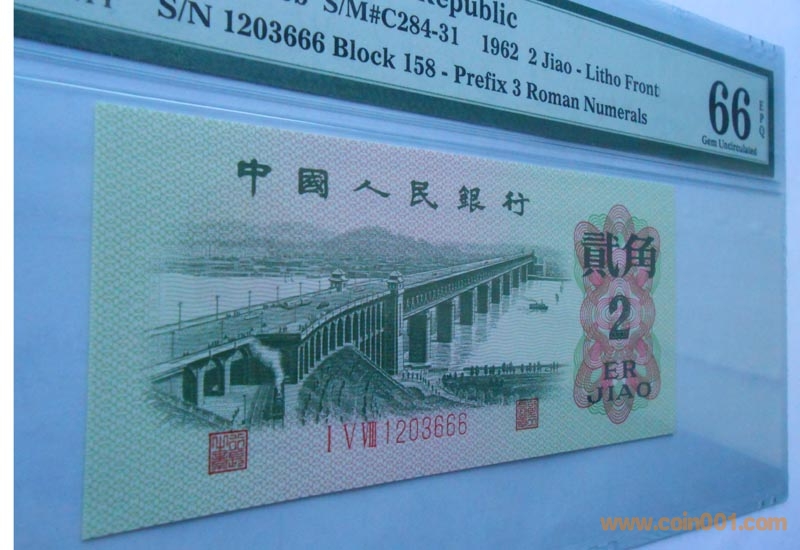 Republic
S/M#C284-31 1962 2 Jiao - Litho Front
S/N 1203666 Block 158 - Prefix 3 Roman Numerals
66 EPQ
Gem Uncirculated
中國人民銀行
貳角
2
ER
JIAO
I V VIII 1203666
www.coin001.com